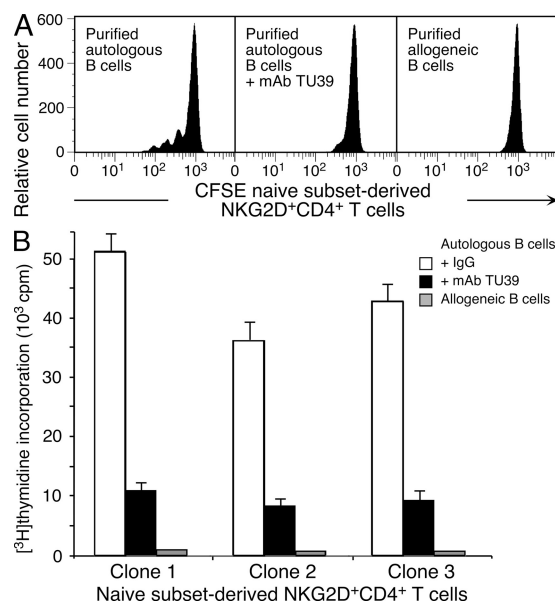 A
Relative cell number
600
400
200
0
Purified
autologous
B cells
Purified
autologous
B cells
+ mAb TU39
Purified
allogeneic
B cells
0 10¹ 10² 10³ 0 10¹ 10² 10³ 0 10¹ 10² 10³
CFSE naive subset-derived
NKG2D⁺CD4⁺ T cells
B
[³H]thymidine incorporation (10³ cpm)
50
40
30
20
10
0
Autologous B cells
+ IgG
+ mAb TU39
Allogeneic B cells
Clone 1 Clone 2 Clone 3
Naive subset-derived NKG2D⁺CD4⁺ T cells